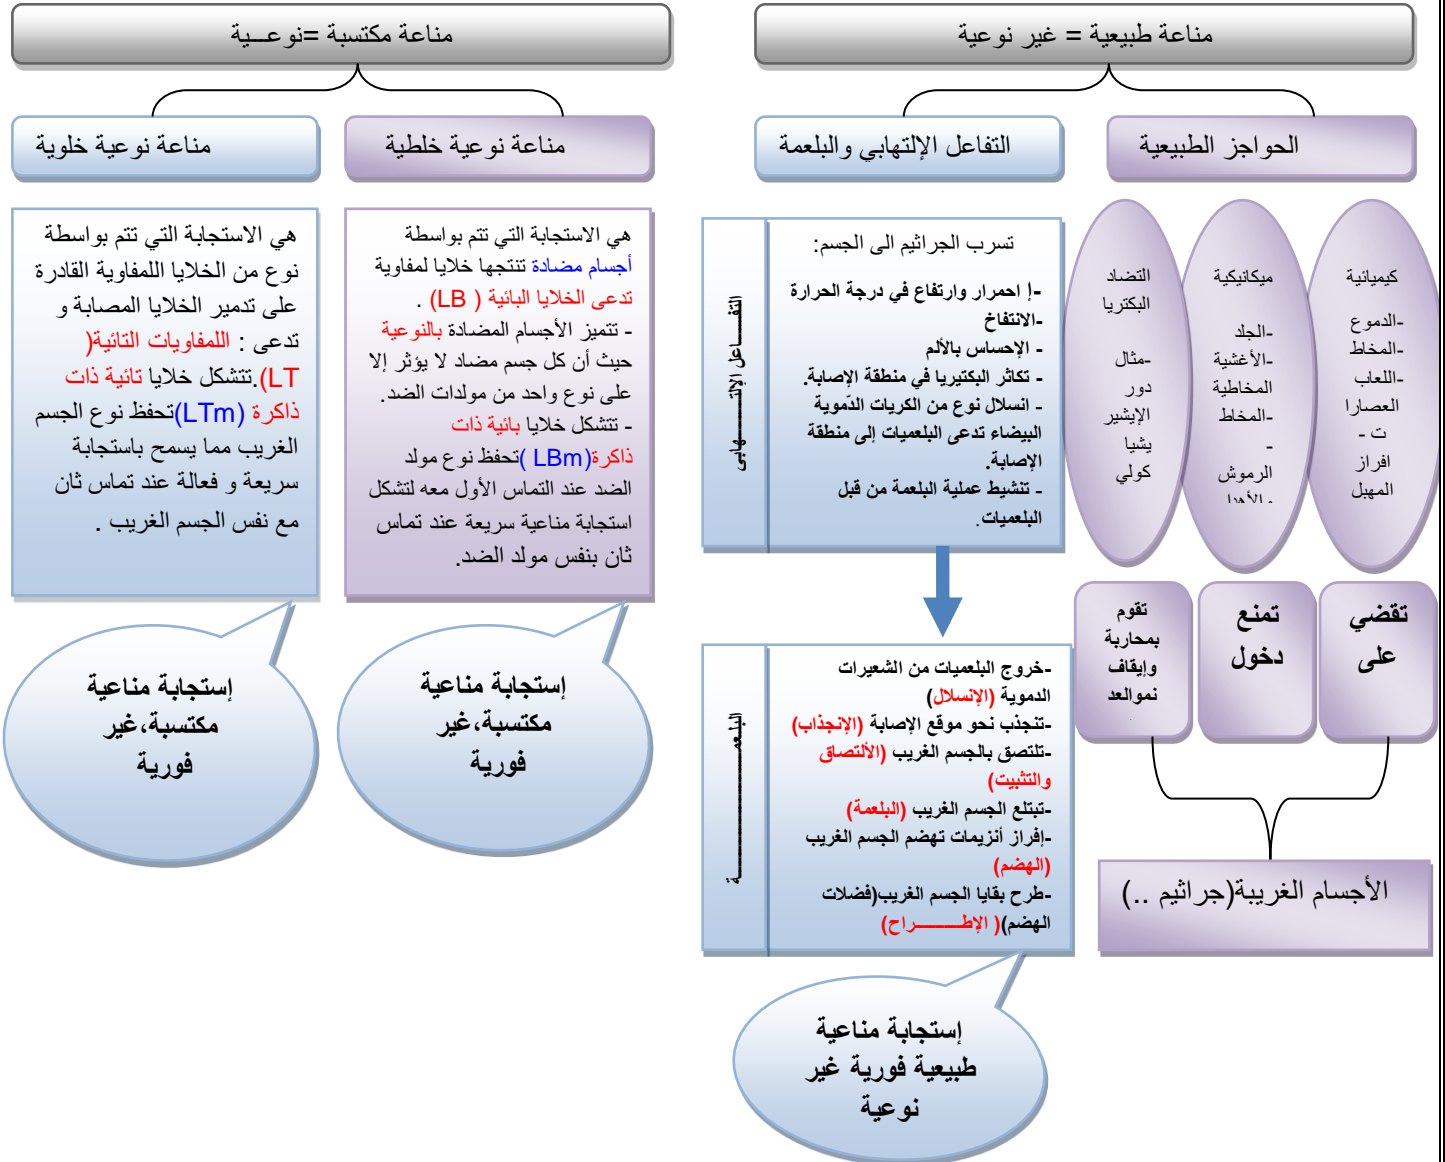 مناعة طبيعية = غير نوعية
مناعة مكتسبة =نوعـــية
الحواجز الطبيعية
التفاعل الإلتهابي والبلعمة
مناعة نوعية خلطية
مناعة نوعية خلوية
كيميائية
-الدموع
-المخاط
-اللعاب
العصارا
ت -
افراز
المهبل
ميكانيكية
-الجلد
-الأغشية
المخاطية
-المخاط
-
الرموش
التضاد
البكتريا
-مثال
دور
الإيشير
يشيا
كولي
تقضي
على
تمنع
دخول
تقوم
بمحاربة
وإيقاف
نموالعد
الأجسام الغريبة(جراثيم ..)
التفـــــــاعل الإلتـــــــــهابي
تسرب الجراثيم الى الجسم:
-إ احمرار وارتفاع في درجة الحرارة
-الانتفاخ
- الإحساس بالألم
- تكاثر البكتيريا في منطقة الإصابة.
- انسلال نوع من الكريات الدّموية
البيضاء تدعى البلعميات إلى منطقة
الإصابة.
- تنشيط عملية البلعمة من قبل
البلعميات.
البلعمــــــــــــــــــــــة
-خروج البلعميات من الشعيرات
الدموية (الإنسلال)
-تنجذب نحو موقع الإصابة (الإنجذاب)
-تلتصق بالجسم الغريب (الألتصاق
والتثبيت)
-تبتلع الجسم الغريب (البلعمة)
-إفراز أنزيمات تهضم الجسم الغريب
(الهضم)
-طرح بقايا الجسم الغريب(فضلات
الهضم)( الإطـــــــــراح)
إستجابة مناعية
طبيعية فورية غير
نوعية
هي الاستجابة التي تتم بواسطة
أجسام مضادة تنتجها خلايا لمفاوية
تدعى الخلايا البائية ( LB) .
- تتميز الأجسام المضادة بالنوعية
حيث أن كل جسم مضاد لا يؤثر إلا
على نوع واحد من مولدات الضد.
- تتشكل خلايا بائية ذات
ذاكرة(LBm )تحفظ نوع مولد
الضد عند التماس الأول معه لتشكل
استجابة مناعية سريعة عند تماس
ثان بنفس مولد الضد.
إستجابة مناعية
مكتسبة،غير
فورية
هي الاستجابة التي تتم بواسطة
نوع من الخلايا اللمفاوية القادرة
على تدمير الخلايا المصابة و
تدعى : اللمفاويات التائية(
LT).تتشكل خلايا تائية ذات
ذاكرة (LTm)تحفظ نوع الجسم
الغريب مما يسمح باستجابة
سريعة و فعالة عند تماس ثان
مع نفس الجسم الغريب .
إستجابة مناعية
مكتسبة،غير
فورية